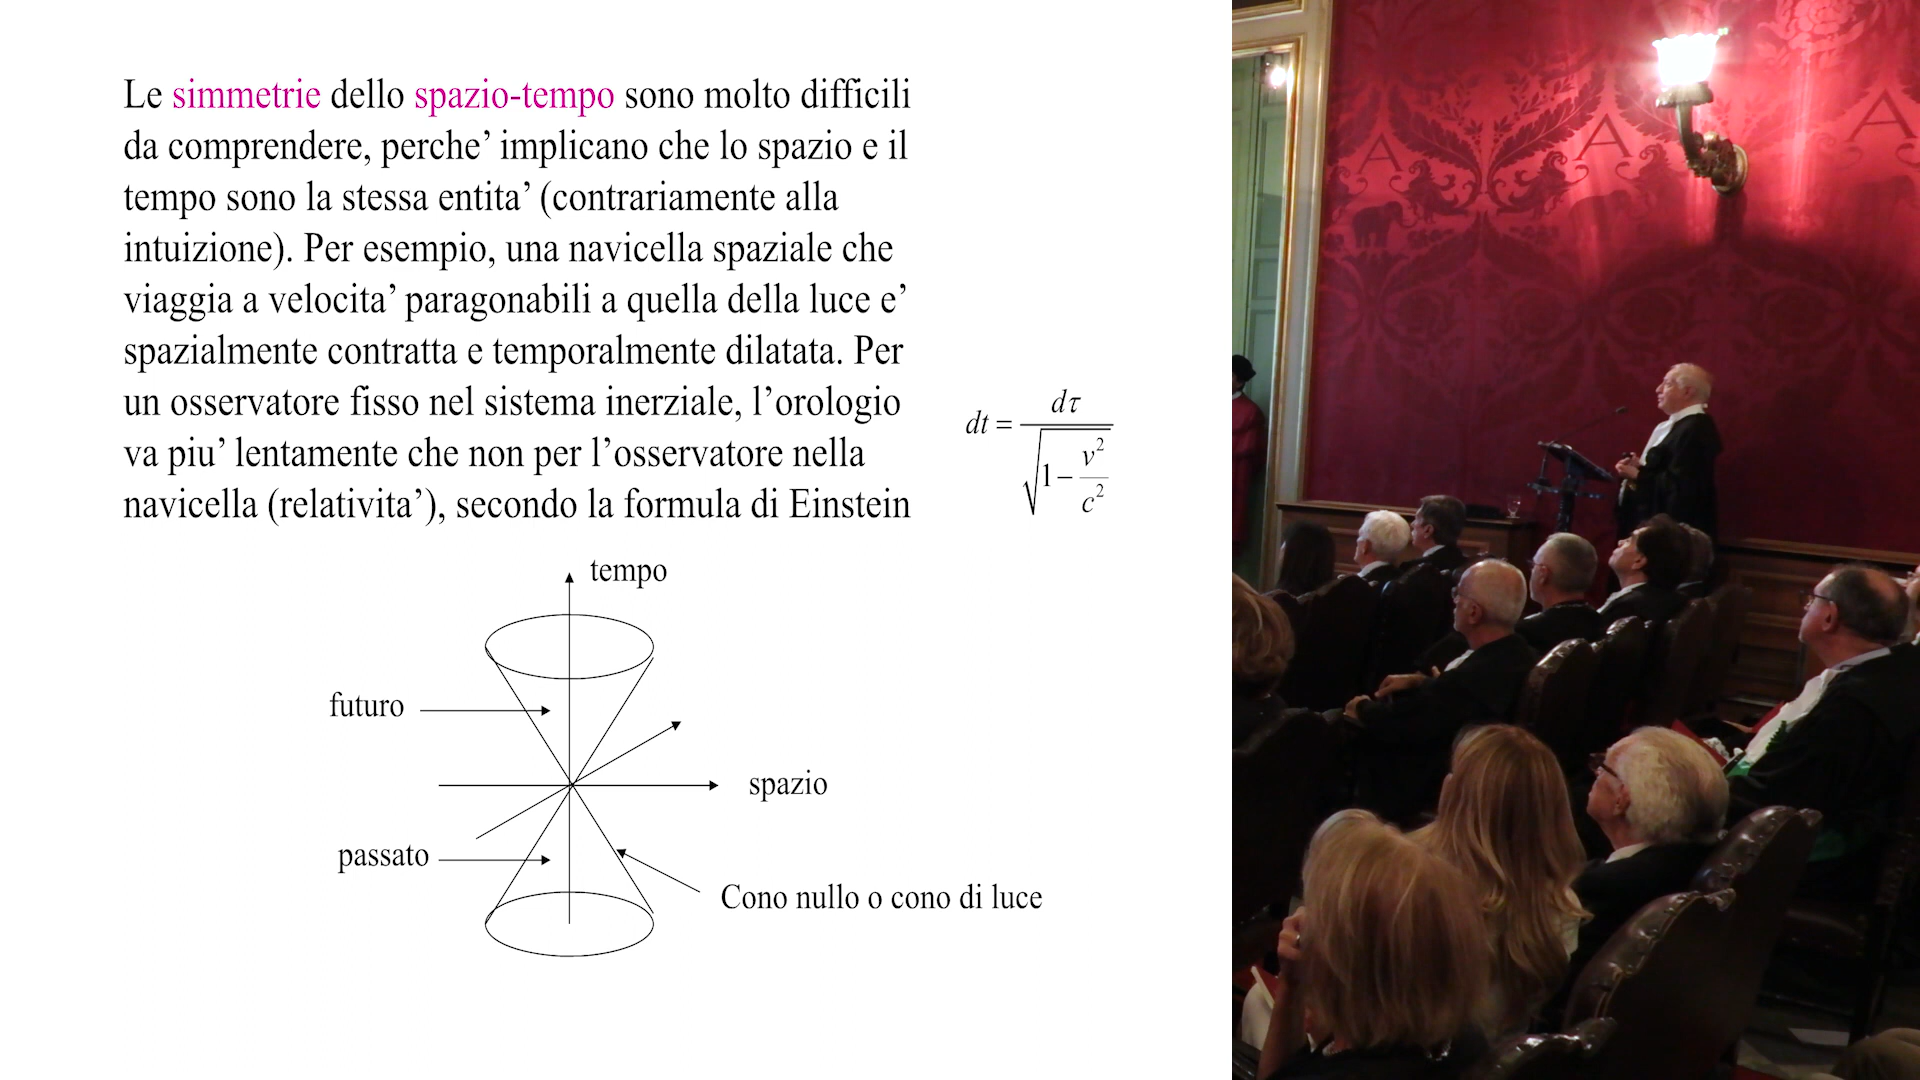 Le simmetrie dello spazio-tempo sono molto difficili
da comprendere, perche’ implicano che lo spazio e il
tempo sono la stessa entita’ (contrariamente alla
intuizione). Per esempio, una navicella spaziale che
viaggia a velocita’ paragonabili a quella della luce e’
spazialmente contratta e temporalmente dilatata. Per
un osservatore fisso nel sistema inerziale, l’orologio
va piu’ lentamente che non per l’osservatore nella
navicella (relatività’), secondo la formula di Einstein
dt = dτ / √(1 − v²/c²)
tempo
futuro
spazio
passato
Cono nullo o cono di luce
A A A